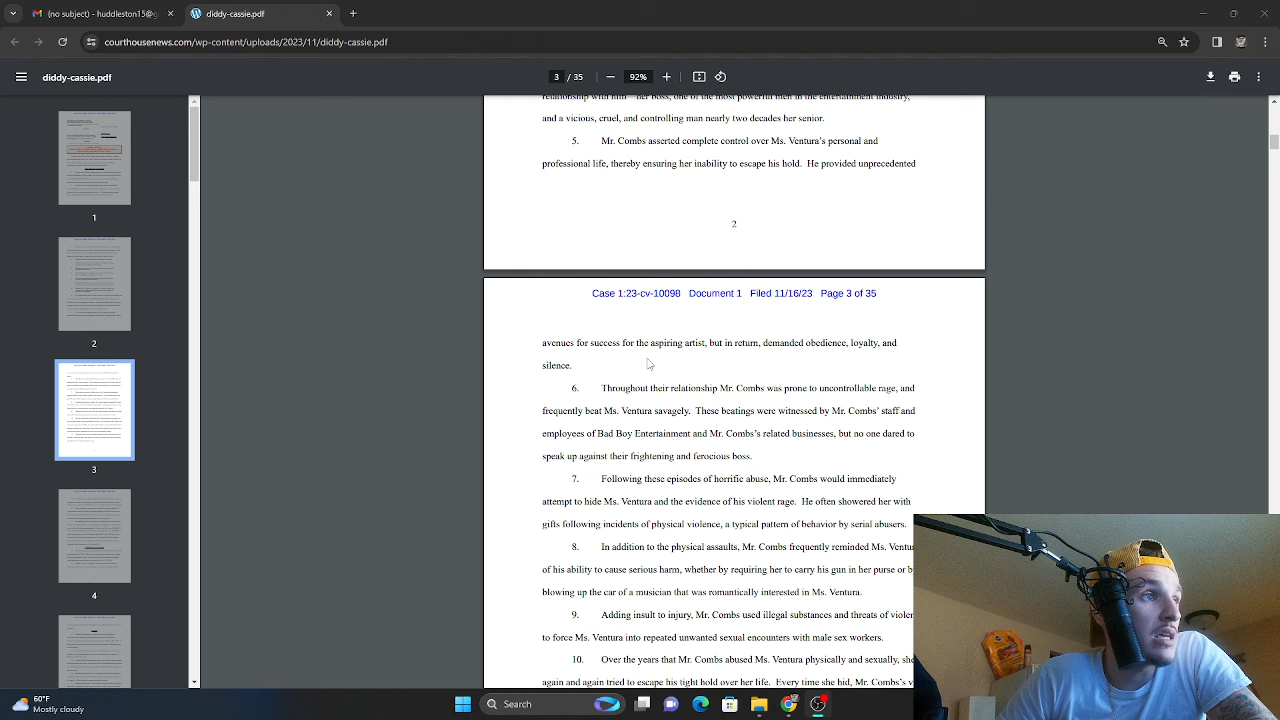 (no subject) - huddleston15@g
diddy-cassie.pdf
courthousenews.com/wp-content/uploads/2023/11/diddy-cassie.pdf
diddy-cassie.pdf
3 / 35
92%
and a vicious, cruel, and controlling man nearly two decades her senior.
5. Mr. Combs asserted complete control over Ms. Ventura's personal and
professional life, thereby ensuring her inability to escape his hold. He provided unprecedented
2
Case 1:23-cv-10098 Document 1 Filed 11/16/23 Page 3 of 35
avenues for success for the aspiring artist, but in return, demanded obedience, loyalty, and
6. Throughout their relationship Mr. Combs was prone to uncontrollable rage, and
frequently beat Ms. Ventura savagely. These beatings were witnessed by Mr. Combs' staff and
employees of Bad Boy Entertainment and Mr. Combs' related businesses, but no one dared to
speak up against their frightening and ferocious boss.
7. Following these episodes of horrific abuse, Mr. Combs would immediately
attempt to hide Ms. Ventura and the evidence of his violence. He often showered her with
following incidents of physical violence, a typical pattern of behavior by serial abusers.
In addition to the physical assaults, Mr. Combs frequently reminded Ms. Ventur
of his ability to cause serious harm, whether by requiring her to carry his gun in her purse or b
blowing up the car of a musician that was romantically interested in Ms. Ventura.
9. Adding insult to injury, Mr. Combs used illegal substances and threats of violen
to force Ms. Ventura into repeated unwanted sexual encounters with male sex workers.
10. Over the years that Mr. Combs abused Ms. Ventura physically and sexually, she
again and again tried to escape his tight hold over her life. Every time she hid, Mr. Combs's v
1
2
3
4
60°F
Mostly cloudy
Search